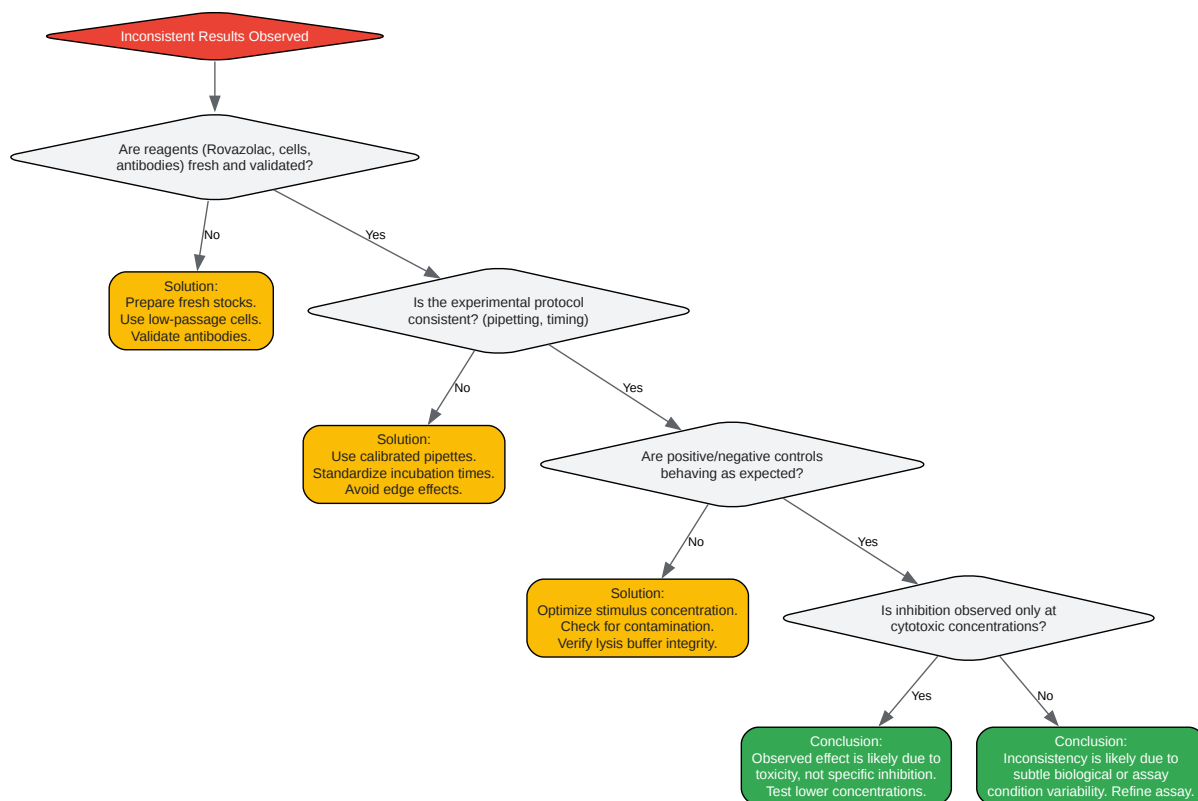 Inconsistent Results Observed
Are reagents (Rovazolac, cells,
antibodies) fresh and validated?
No
Yes
Solution:
Prepare fresh stocks.
Use low-passage cells.
Validate antibodies.
Is the experimental protocol
consistent? (pipetting, timing)
No
Yes
Solution:
Use calibrated pipettes.
Standardize incubation times.
Avoid edge effects.
Are positive/negative controls
behaving as expected?
No
Yes
Solution:
Optimize stimulus concentration.
Check for contamination.
Verify lysis buffer integrity.
Is inhibition observed only at
cytotoxic concentrations?
Yes
No
Conclusion:
Observed effect is likely due to
toxicity, not specific inhibition.
Test lower concentrations.
Conclusion:
Inconsistency is likely due to
subtle biological or assay
condition variability. Refine assay.